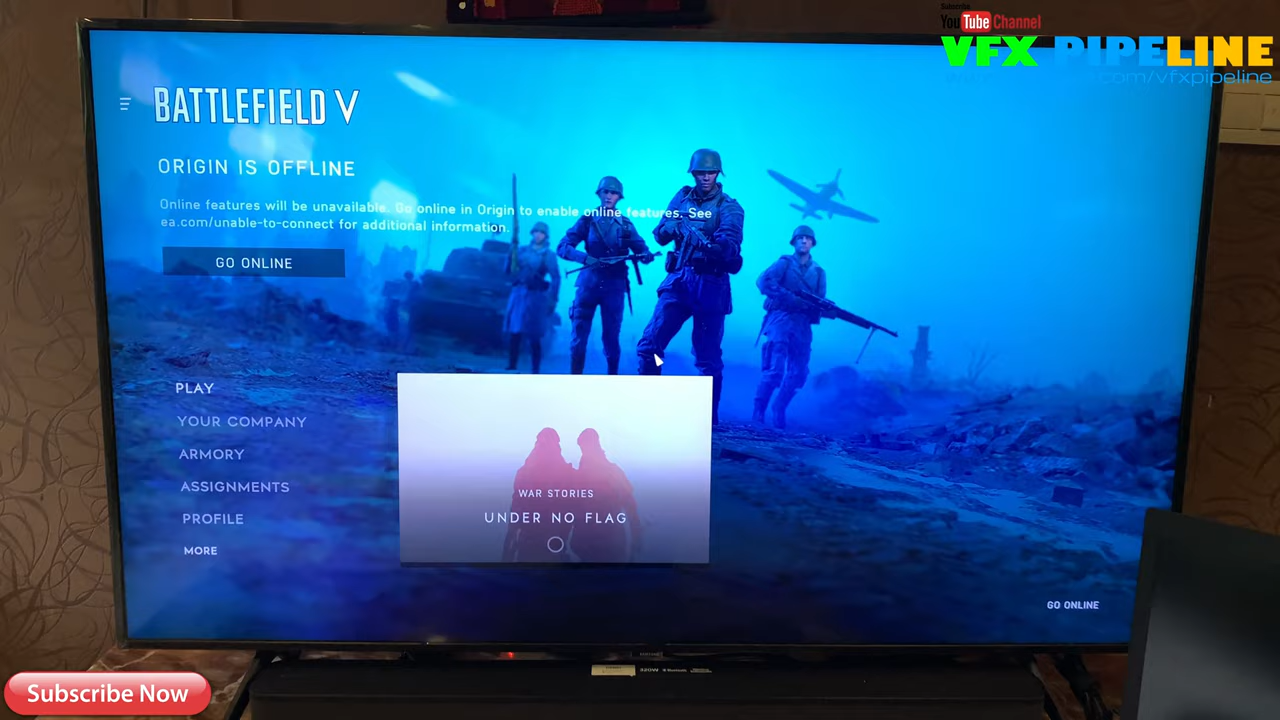 Subscribe
YouTube Channel
VFX PIPELINE
.com/vfxpipeline
BATTLEFIELD V
ORIGIN IS OFFLINE
Online features will be unavailable. Go online in Origin to enable online features. See
ea.com/unable-to-connect for additional information.
GO ONLINE
PLAY
YOUR COMPANY
ARMORY
ASSIGNMENTS
PROFILE
MORE
WAR STORIES
UNDER NO FLAG
GO ONLINE
320W
Subscribe Now